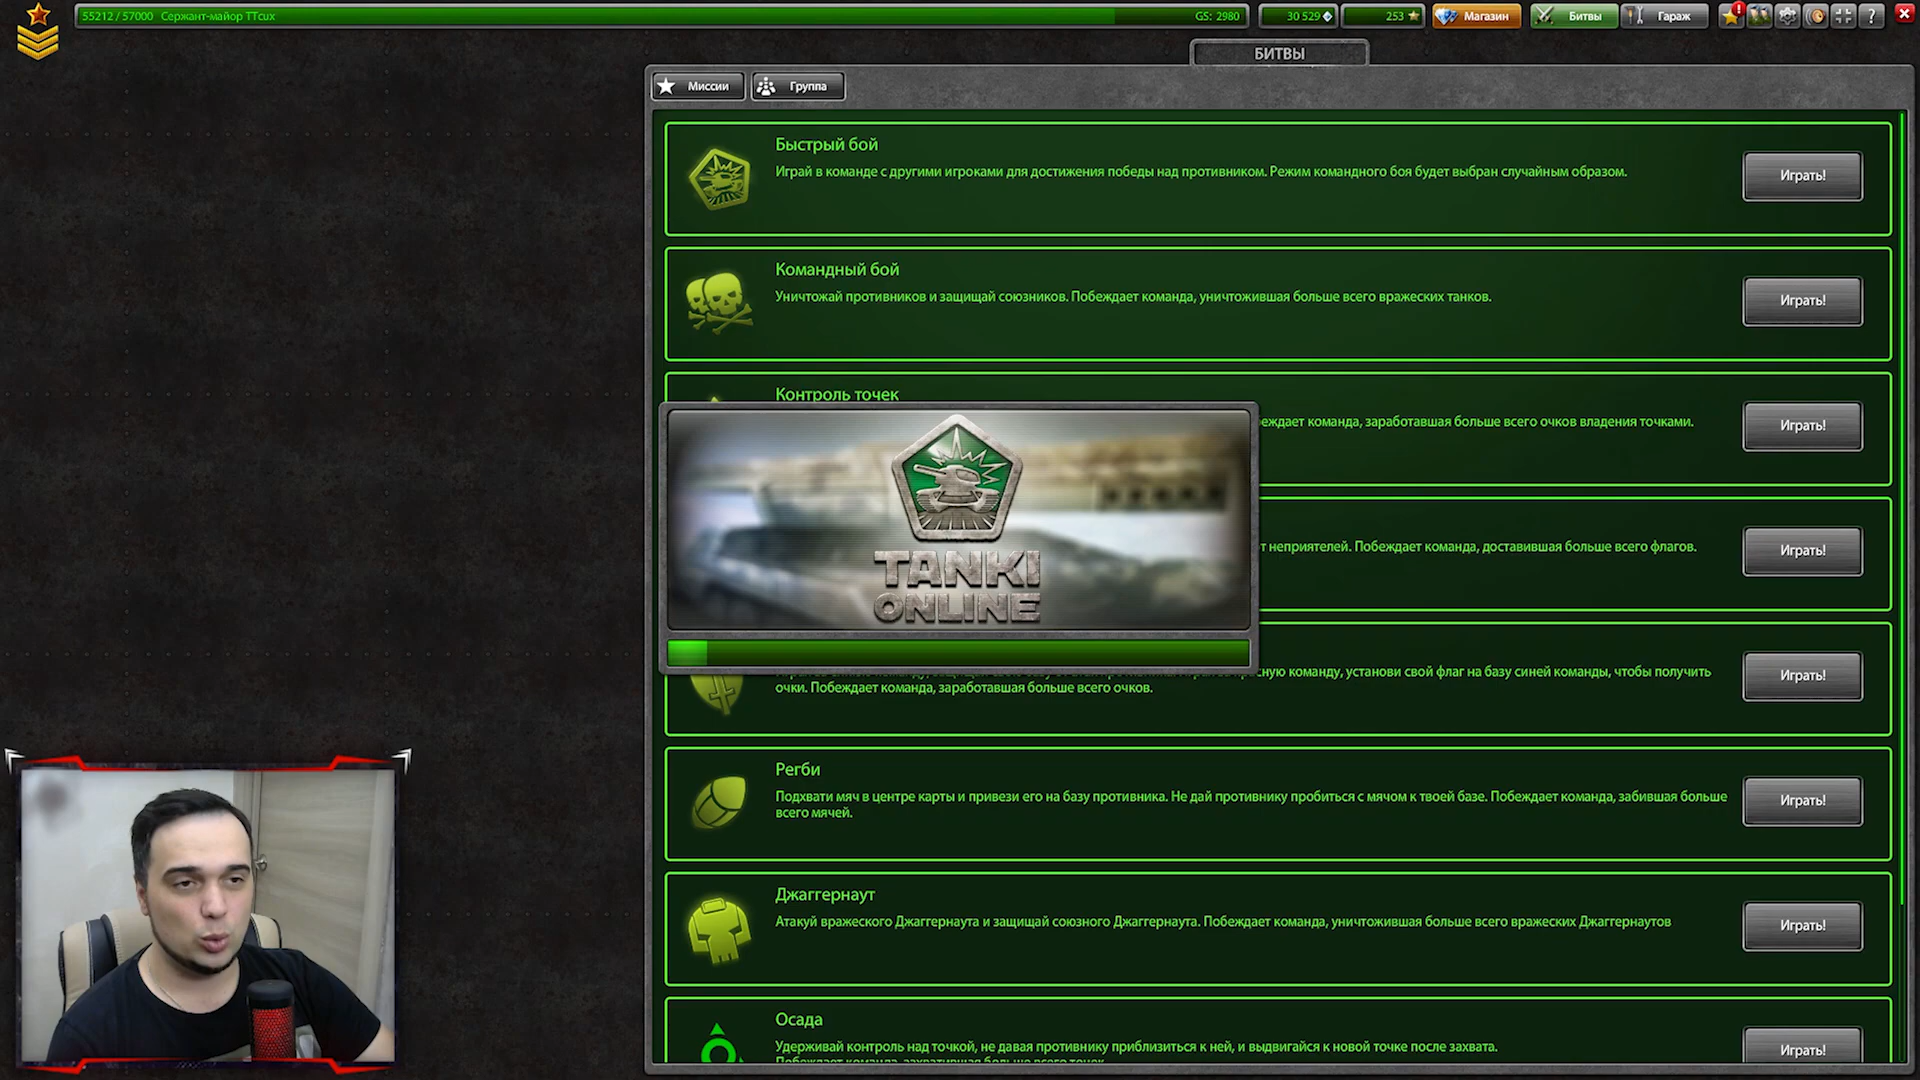 55212 / 57000 Сержант-майор TTcux
GS: 2980
30 529
253
Магазин
Битвы
Гараж
?
БИТВЫ
Миссии
Группа
Быстрый бой
Играй в команде с другими игроками для достижения победы над противником. Режим командного боя будет выбран случайным образом.
Играть!
Командный бой
Уничтожай противников и защищай союзников. Побеждает команда, уничтожившая больше всего вражеских танков.
Играть!
Контроль точек
еждает команда, заработавшая больше всего очков владения точками.
Играть!
TANKI
ONLINE
т неприятелей. Побеждает команда, доставившая больше всего флагов.
Играть!
сную команду, установи свой флаг на базу синей команды, чтобы получить
очки. Побеждает команда, заработавшая больше всего очков.
Играть!
Регби
Подхвати мяч в центре карты и привези его на базу противника. Не дай противнику пробиться с мячом к твоей базе. Побеждает команда, забившая больше
всего мячей.
Играть!
Джаггернаут
Атакуй вражеского Джаггернаута и защищай союзного Джаггернаута. Побеждает команда, уничтожившая больше всего вражеских Джаггернаутов
Играть!
Осада
Удерживай контроль над точкой, не давая противнику приблизиться к ней, и выдвигайся к новой точке после захвата.
Побеждает команда, захватившая больше всего точек.
Играть!